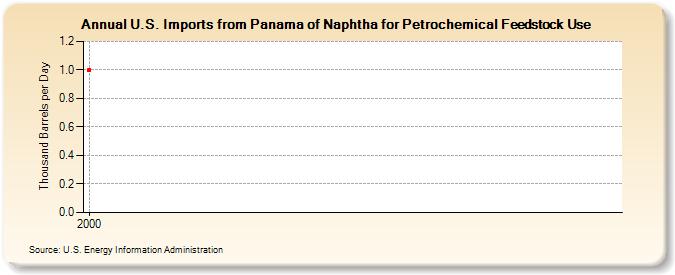 Annual U.S. Imports from Panama of Naphtha for Petrochemical Feedstock Use
Thousand Barrels per Day
1.2
1.0
0.8
0.6
0.4
0.2
0.0
2000
Source: U.S. Energy Information Administration